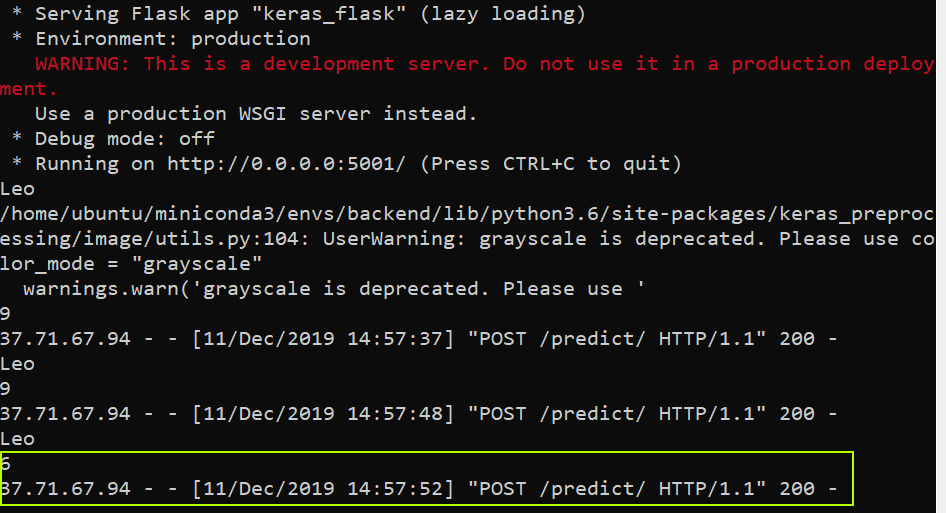 * Serving Flask app "keras_flask" (lazy loading)
* Environment: production
WARNING: This is a development server. Do not use it in a production deploy
ment.
Use a production WSGI server instead.
* Debug mode: off
* Running on http://0.0.0.0:5001/ (Press CTRL+C to quit)
Leo
/home/ubuntu/miniconda3/envs/backend/lib/python3.6/site-packages/keras_preproc
essing/image/utils.py:104: UserWarning: grayscale is deprecated. Please use co
lor_mode = "grayscale"
warnings.warn('grayscale is deprecated. Please use '
9
37.71.67.94 - - [11/Dec/2019 14:57:37] "POST /predict/ HTTP/1.1" 200 -
Leo
9
37.71.67.94 - - [11/Dec/2019 14:57:48] "POST /predict/ HTTP/1.1" 200 -
Leo
6
37.71.67.94 - - [11/Dec/2019 14:57:52] "POST /predict/ HTTP/1.1" 200 -